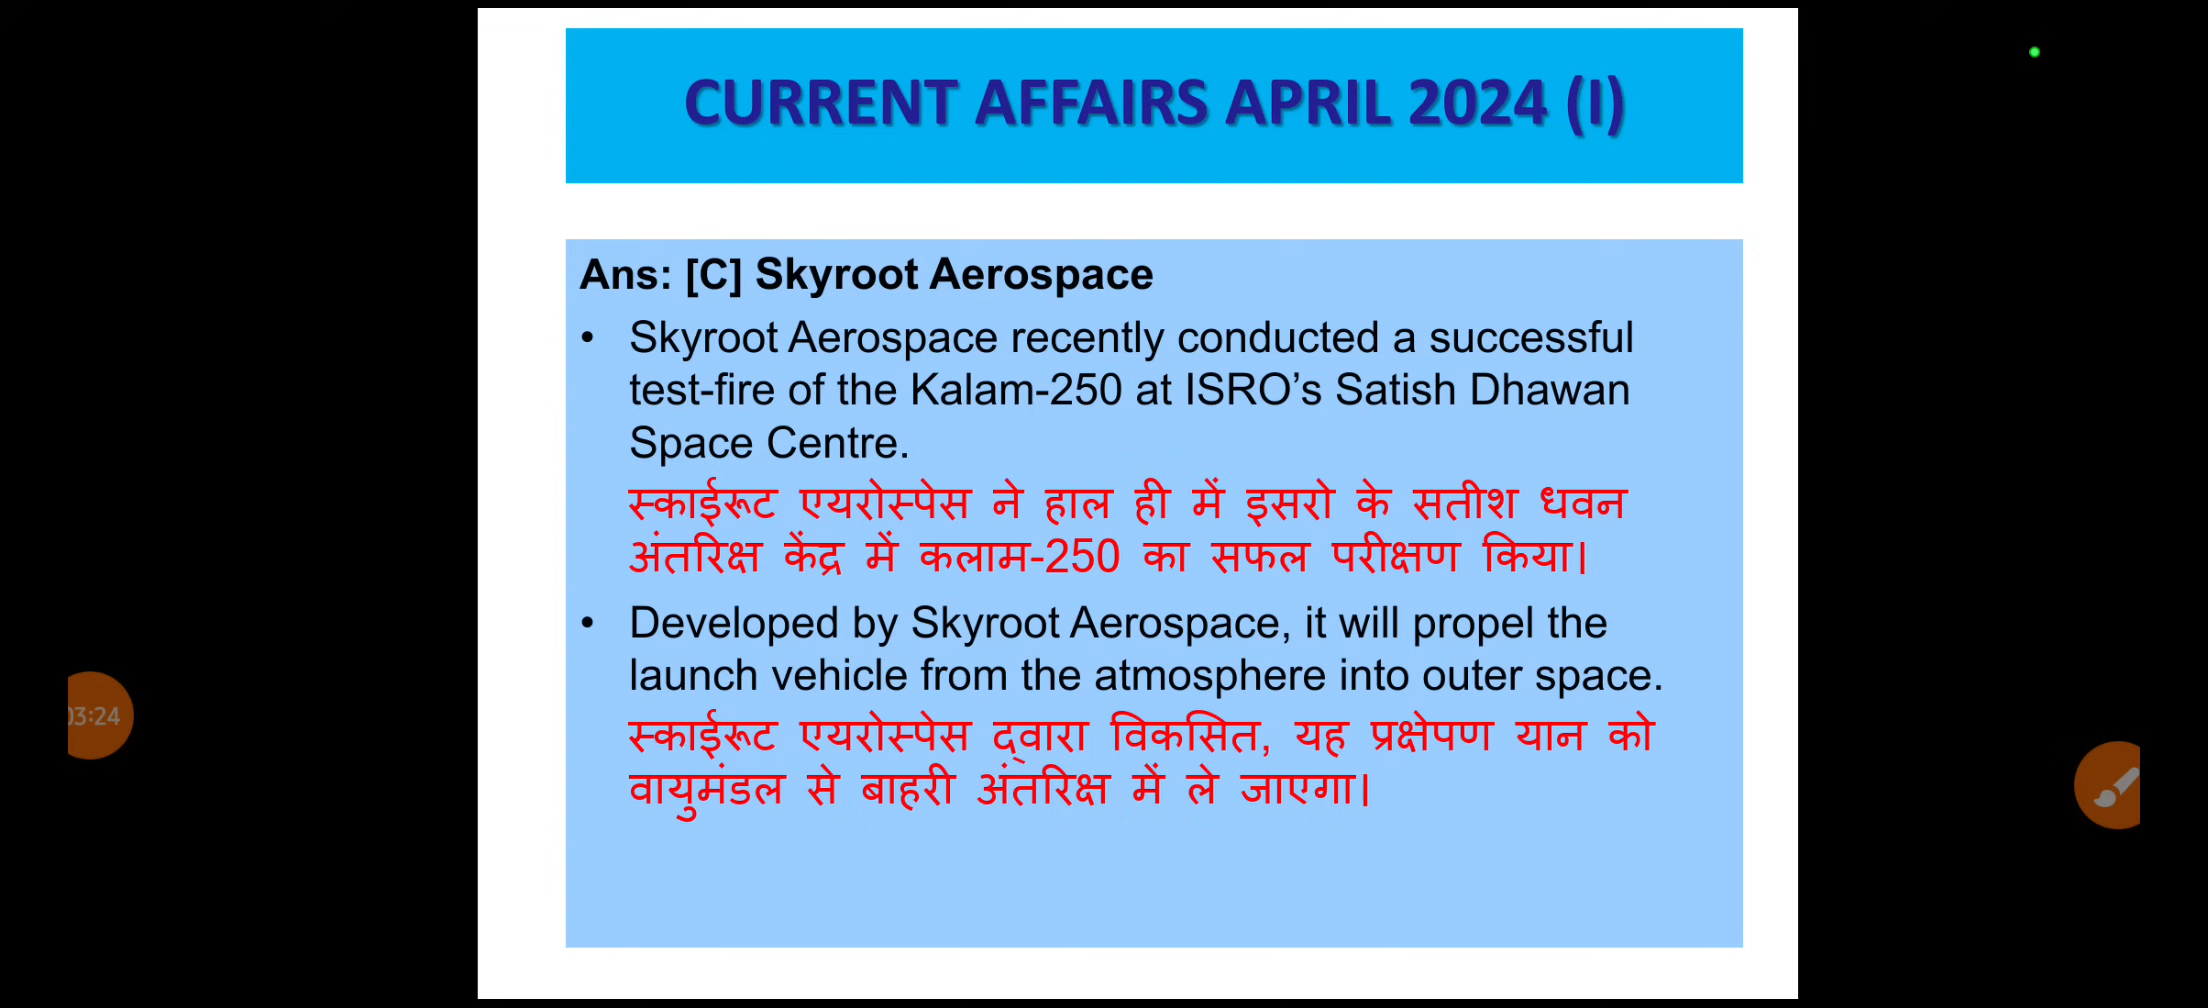 CURRENT AFFAIRS APRIL 2024 (I)
Ans: [C] Skyroot Aerospace
• Skyroot Aerospace recently conducted a successful
test-fire of the Kalam-250 at ISRO’s Satish Dhawan
Space Centre.
स्काईरूट एयरोस्पेस ने हाल ही में इसरो के सतीश धवन
अंतरिक्ष केंद्र में कलाम-250 का सफल परीक्षण किया।
• Developed by Skyroot Aerospace, it will propel the
launch vehicle from the atmosphere into outer space.
स्काईरूट एयरोस्पेस द्वारा विकसित, यह प्रक्षेपण यान को
वायुमंडल से बाहरी अंतरिक्ष में ले जाएगा।
03:24